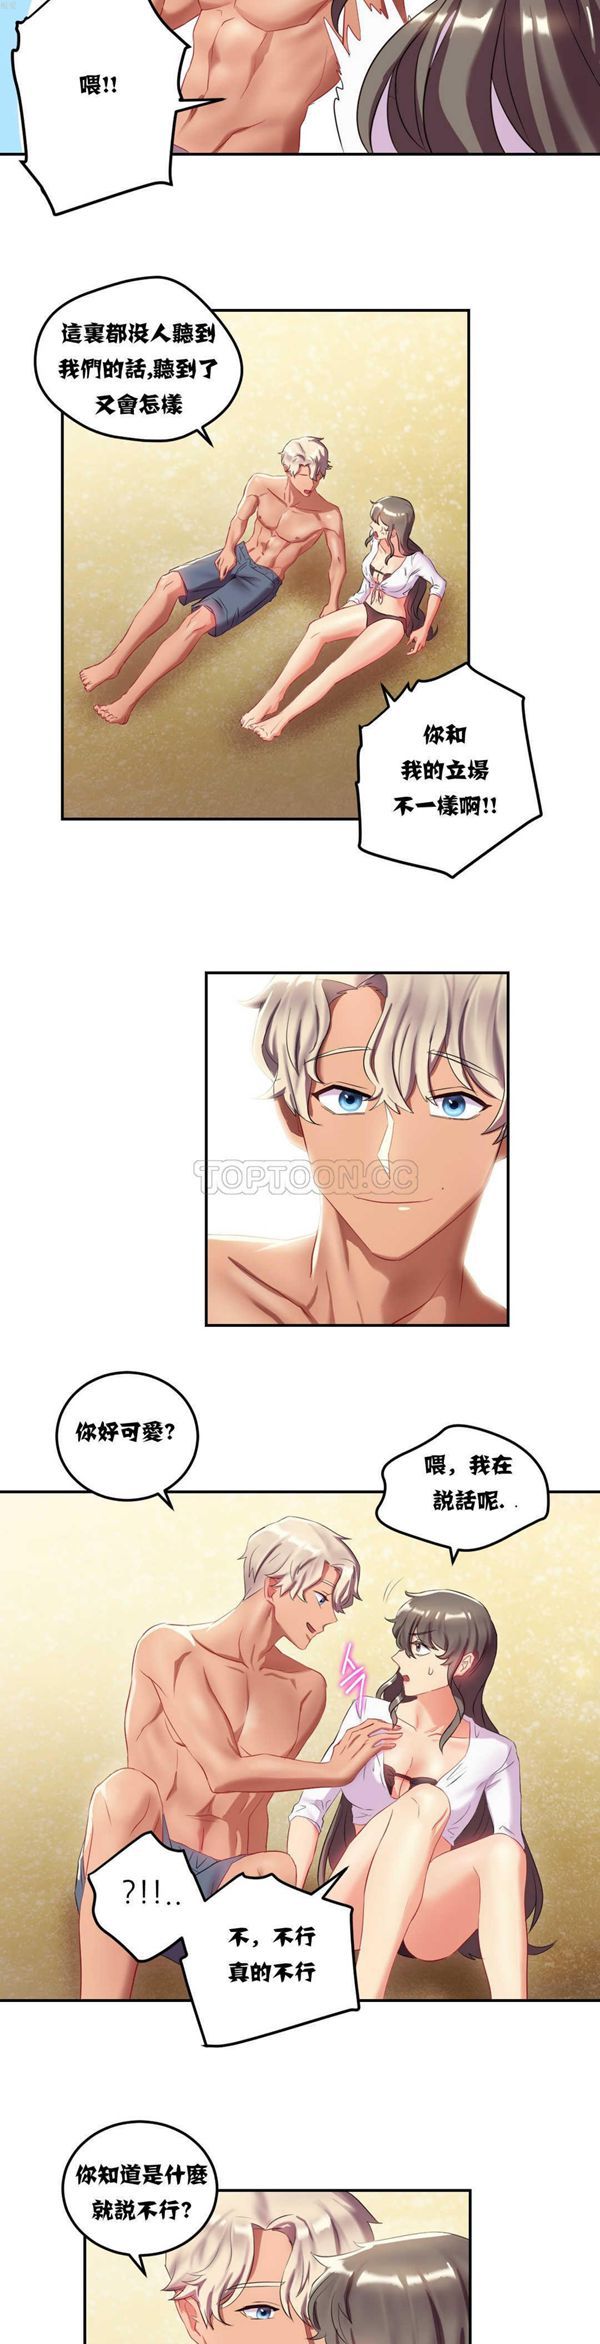 喂!!
這裏都没人聽到
我們的話,聽到了
又會怎樣
你和
我的立場
不一樣啊!!
TOPTOON.CC
你好可愛?
喂，我在
説話呢.
スラ
?!!..
不，不行
真的不行
你知道是什麼
就説不行?